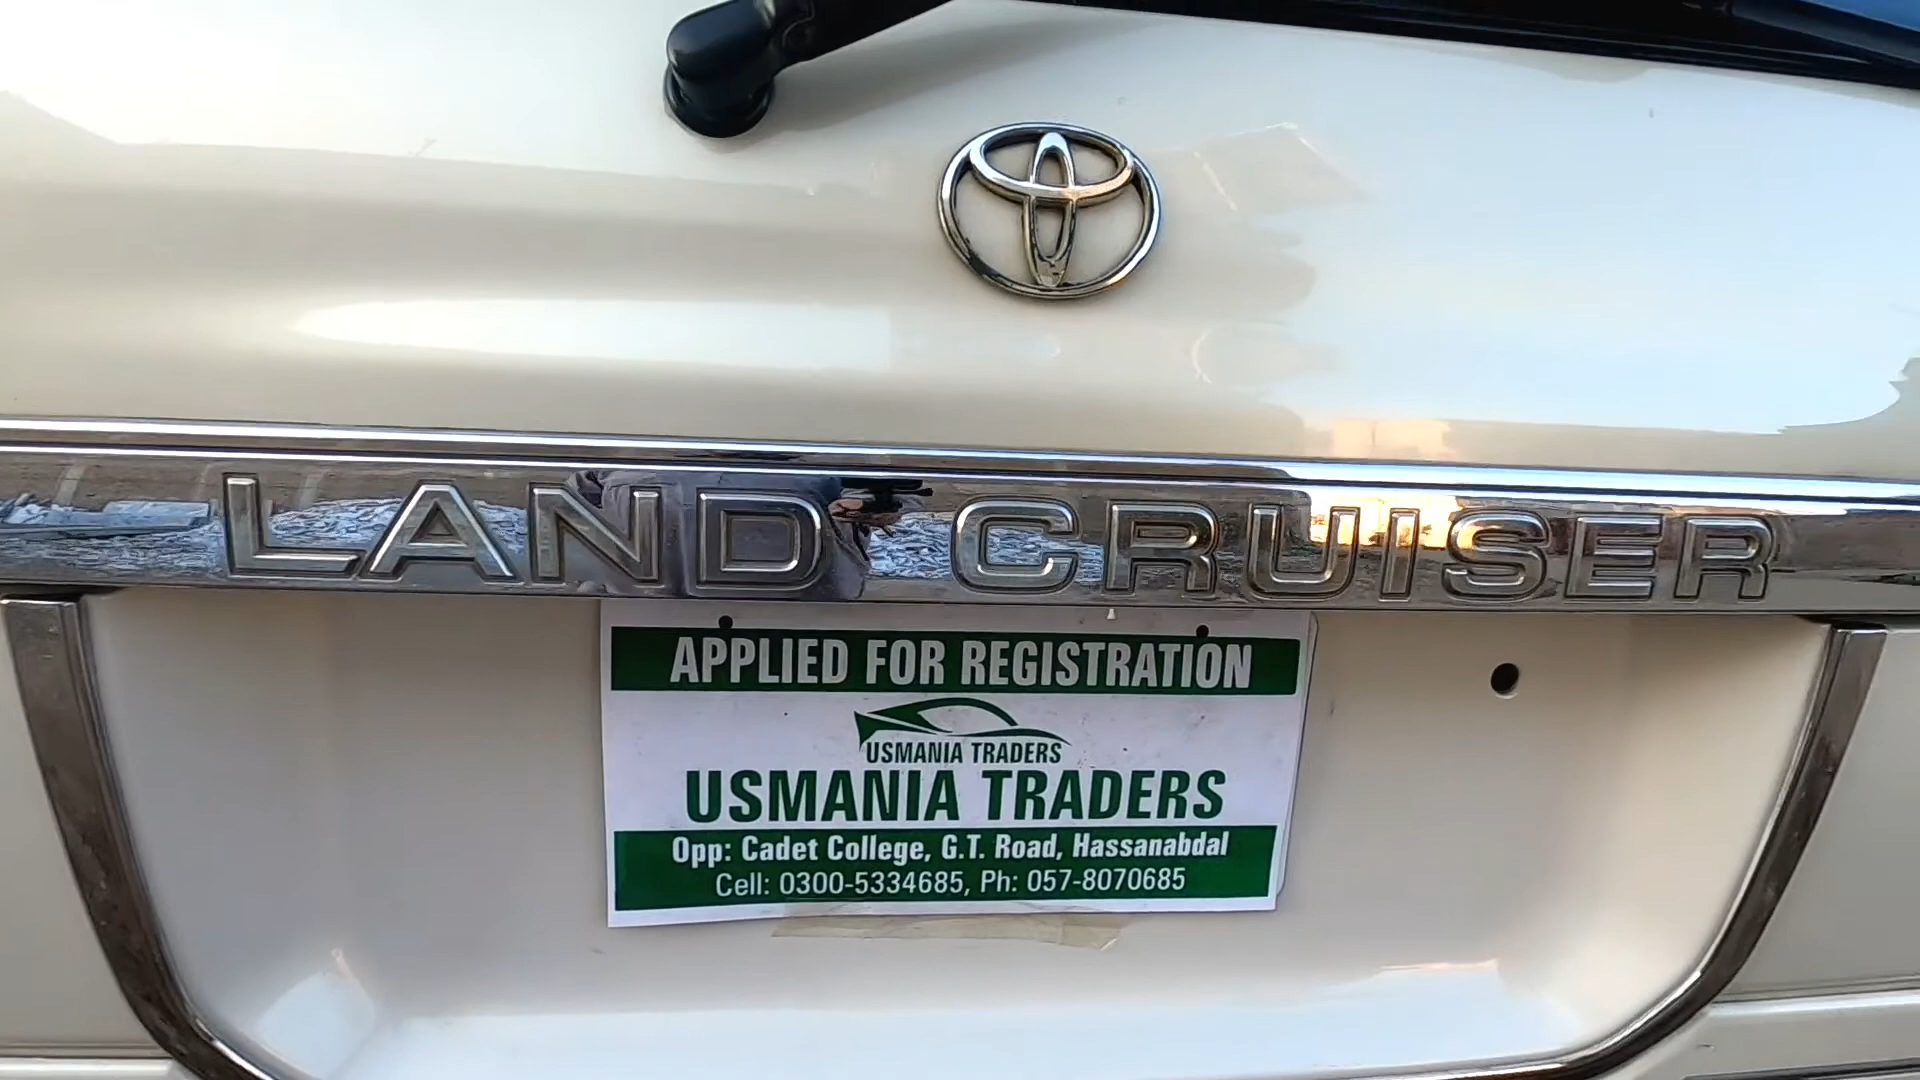 LAND CRUISER
APPLIED FOR REGISTRATION
USMANIA TRADERS
USMANIA TRADERS
Opp: Cadet College, G.T. Road, Hassanabdal
Cell: 0300-5334685, Ph: 057-8070685